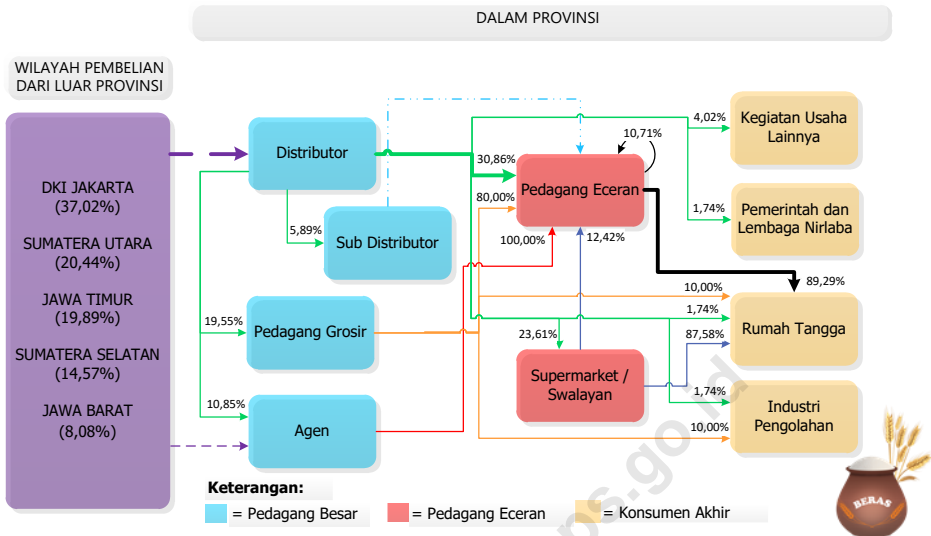 DALAM PROVINSI
WILAYAH PEMBELIAN
DARI LUAR PROVINSI
DKI JAKARTA
(37,02%)
SUMATERA UTARA
(20,44%)
JAWA TIMUR
(19,89%)
SUMATERA SELATAN
(14,57%)
JAWA BARAT
(8,08%)
Distributor
5,89%
Sub Distributor
19,55%
Pedagang Grosir
10,85%
Agen
30,86%
10,71%
Pedagang Eceran
80,00%
100,00%
12,42%
23,61%
Supermarket /
Swalayan
4,02%
Kegiatan Usaha
Lainnya
1,74%
Pemerintah dan
Lembaga Nirlaba
89,29%
10,00%
1,74%
Rumah Tangga
87,58%
1,74%
Industri
Pengolahan
10,00%
BERAS
Keterangan:
= Pedagang Besar
= Pedagang Eceran
= Konsumen Akhir